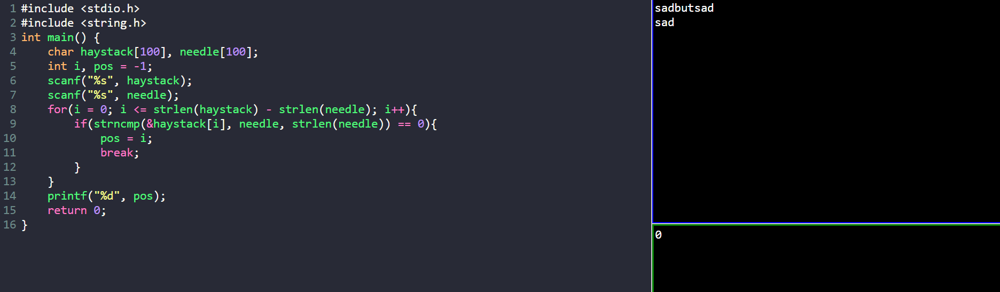 1 #include <stdio.h>
2 #include <string.h>
3 int main() {
4     char haystack[100], needle[100];
5     int i, pos = -1;
6     scanf("%s", haystack);
7     scanf("%s", needle);
8     for(i = 0; i <= strlen(haystack) - strlen(needle); i++){
9         if(strncmp(&haystack[i], needle, strlen(needle)) == 0){
10             pos = i;
11             break;
12         }
13     }
14     printf("%d", pos);
15     return 0;
16 }
sadbutsad
sad
0